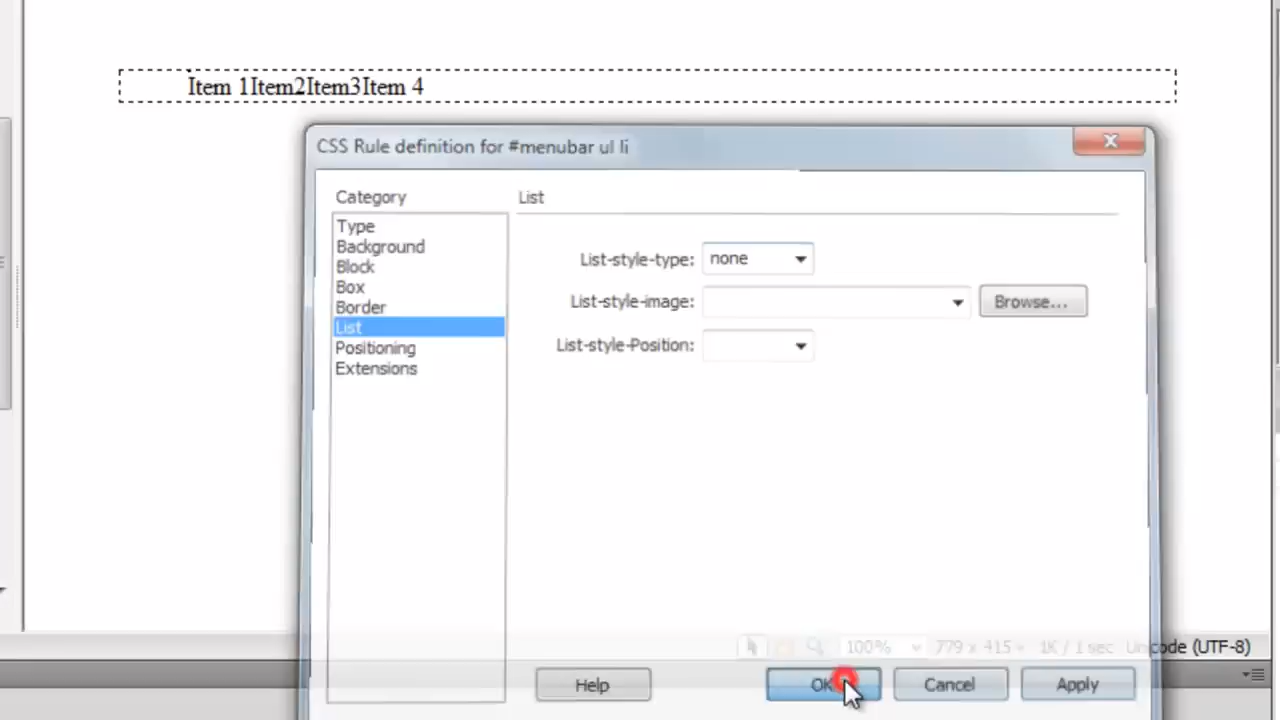 Item 1Item2Item3Item 4
CSS Rule definition for #menubar ul li
Category
List
Type
Background
Block
Box
Border
List
Positioning
Extensions
List-style-type: none
List-style-image: Browse...
List-style-Position:
100% 779 x 415 1K / 1 sec Unicode (UTF-8)
Help OK Cancel Apply